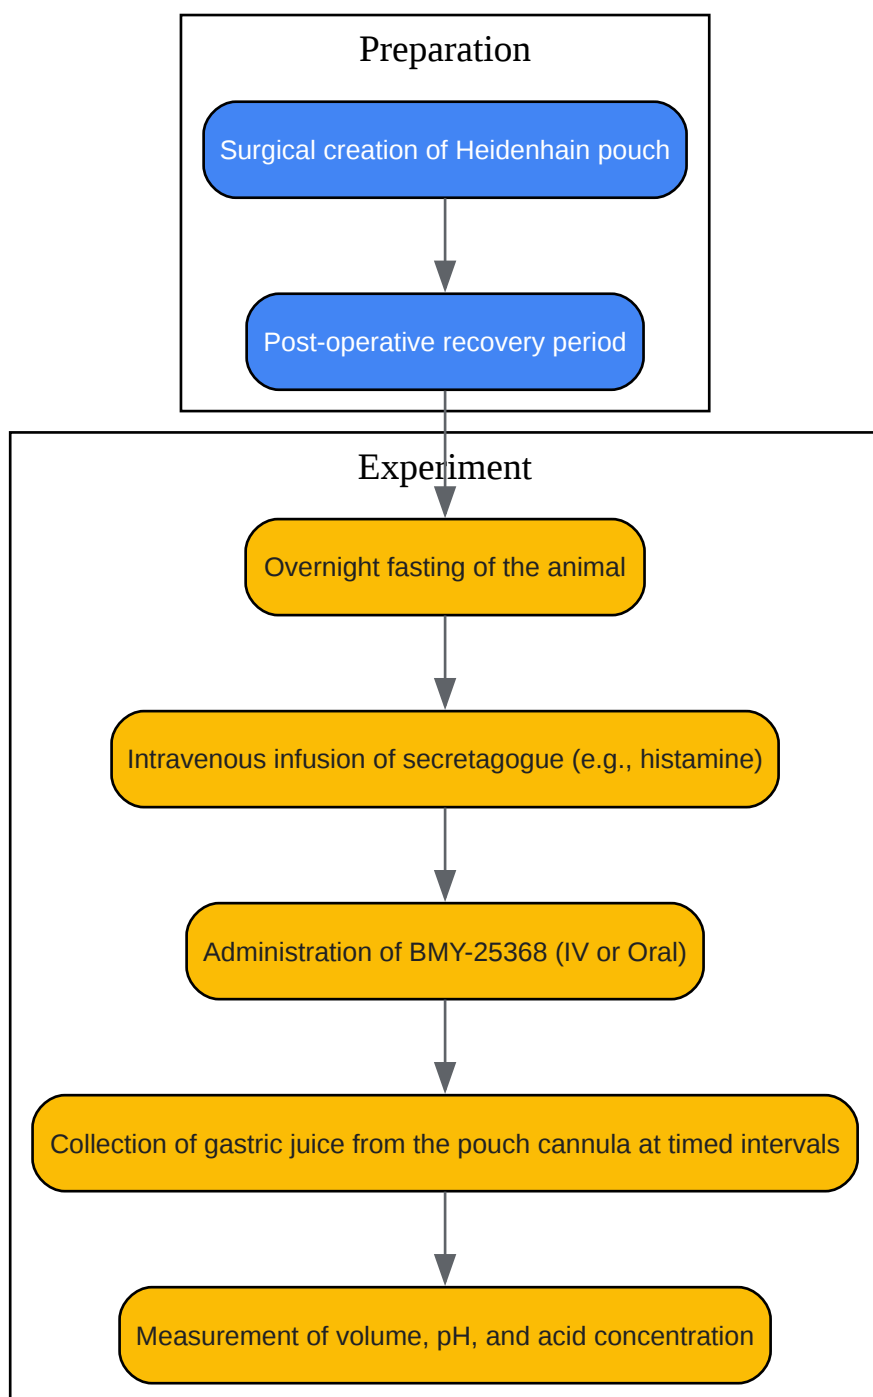 Preparation
Surgical creation of Heidenhain pouch
Post-operative recovery period
Experiment
Overnight fasting of the animal
Intravenous infusion of secretagogue (e.g., histamine)
Administration of BMY-25368 (IV or Oral)
Collection of gastric juice from the pouch cannula at timed intervals
Measurement of volume, pH, and acid concentration